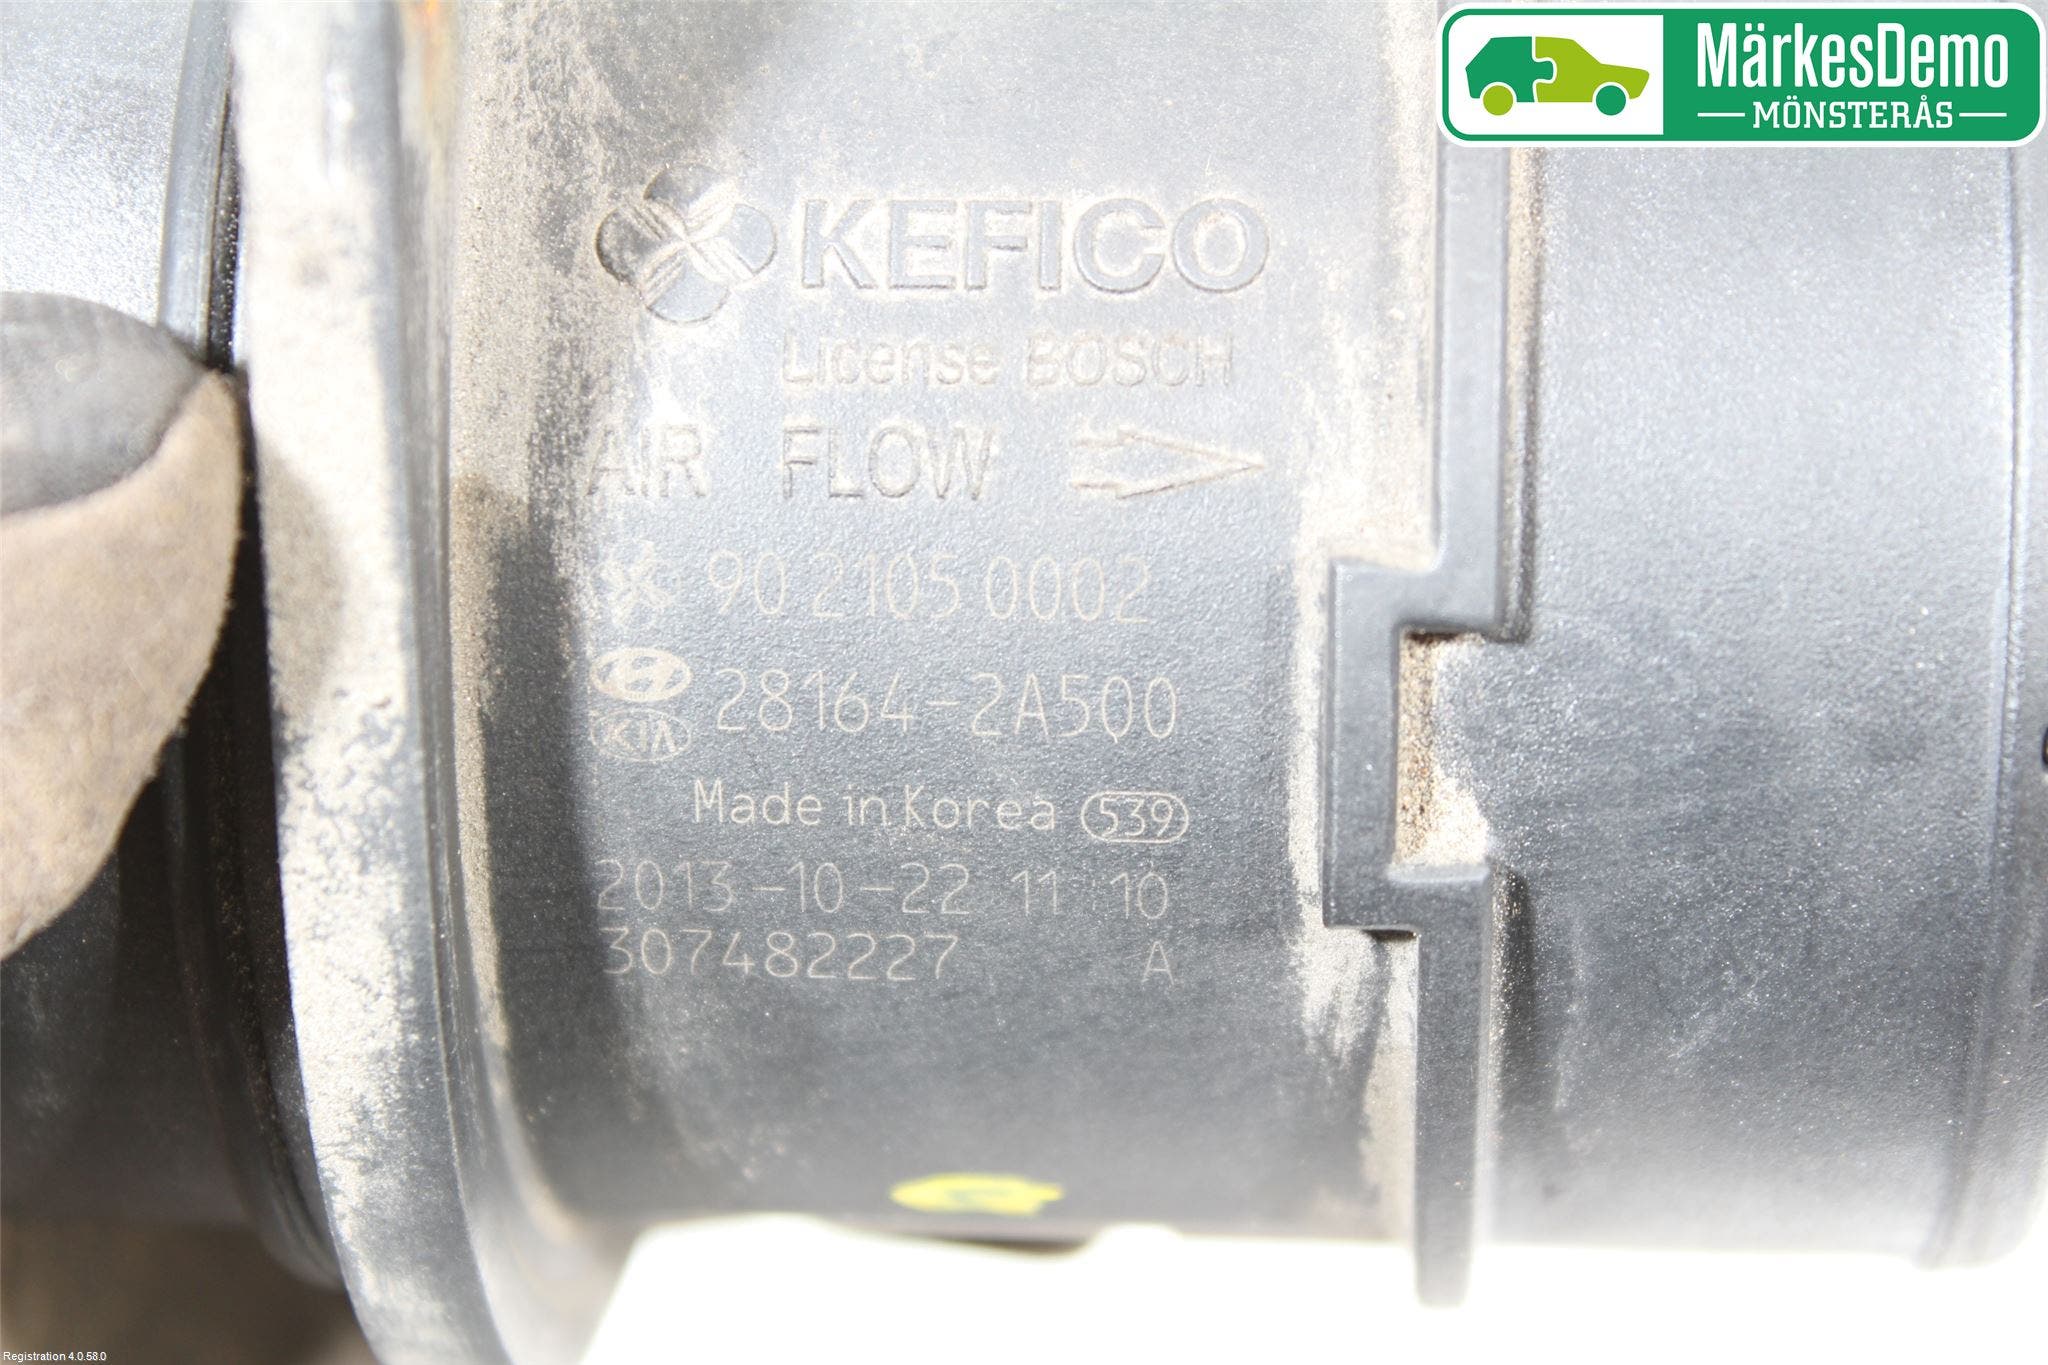 MärkesDemo
MÖNSTERÅS
KEFICO
License BOSCH
AIR FLOW
90 2105 0002
28164-2A500
KIA
Made in Korea 539
2013-10-22 11:10
307482227 A
Registration 4.0.58.0